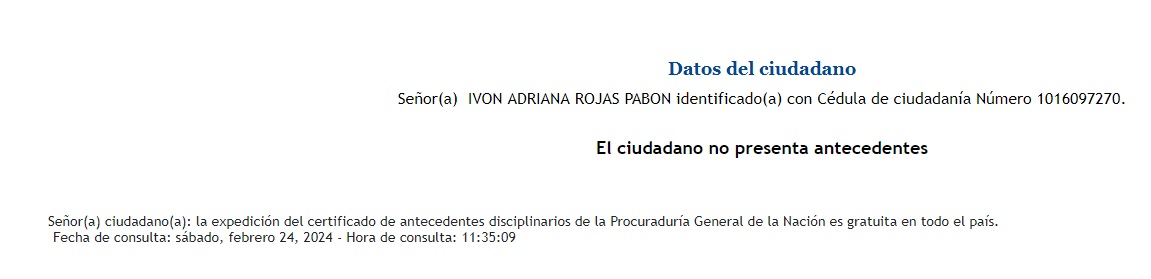 Datos del ciudadano
Señor(a) IVON ADRIANA ROJAS PABON identificado(a) con Cédula de ciudadanía Número 1016097270.
El ciudadano no presenta antecedentes
Señor(a) ciudadano(a): la expedición del certificado de antecedentes disciplinarios de la Procuraduría General de la Nación es gratuita en todo el país.
Fecha de consulta: sábado, febrero 24, 2024 - Hora de consulta: 11:35:09